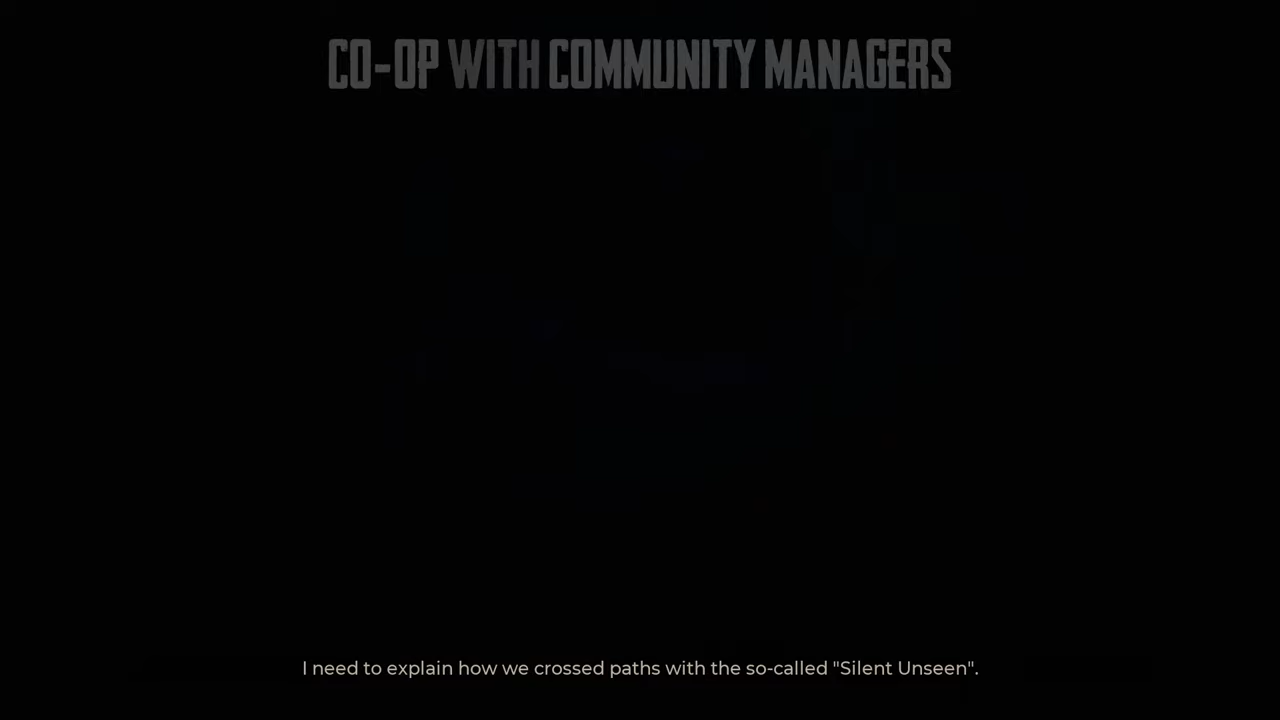 CO-OP WITH COMMUNITY MANAGERS
I need to explain how we crossed paths with the so-called "Silent Unseen".